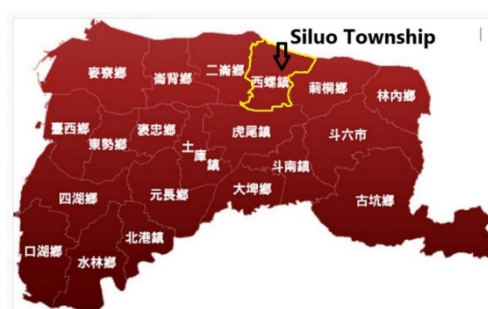 Siluo Township
麥寮鄉
崙背鄉
二崙鄉
西螺鎮
莿桐鄉
林內鄉
臺西鄉
東勢鄉
褒忠鄉
土庫鎮
虎尾鎮
斗南鎮
斗六市
四湖鄉
元長鄉
大埤鄉
古坑鄉
口湖鄉
水林鄉
北港鎮